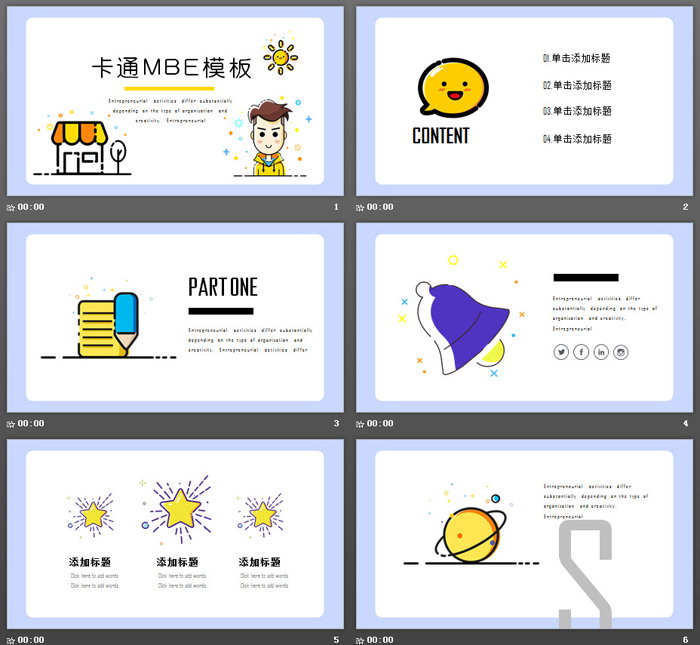 卡通MBE模板
Entrepreneurial activities differ substantially
depending on the type of organization and
creativity. Entrepreneurial
00:00
1
CONTENT
01.单击添加标题
02.单击添加标题
03.单击添加标题
04.单击添加标题
00:00
2
PART ONE
Entrepreneurial activities differ substantially
depending on the type of organization and
creativity. Entrepreneurial activities differ
00:00
3
Entrepreneurial activities differ
substantially depending on the type of
organization and creativity.
Entrepreneurial
00:00
4
添加标题
Click here to add words
Click here to add words
添加标题
Click here to add words
Click here to add words
添加标题
Click here to add words
Click here to add words
00:00
5
Entrepreneurial activities differ
substantially depending on the type of
organization and creativity.
Entrepreneurial
S
00:00
6